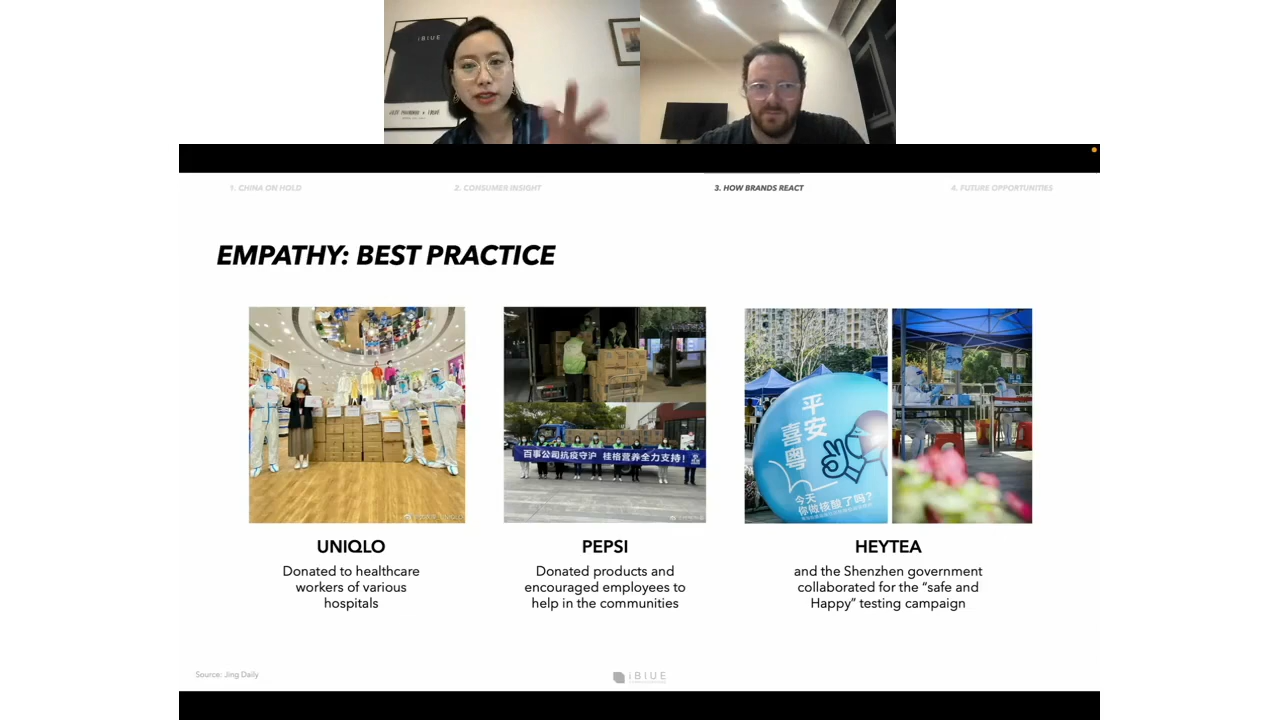 iBIUE
1. CHINA ON HOLD
2. CONSUMER INSIGHT
3. HOW BRANDS REACT
4. FUTURE OPPORTUNITIES
EMPATHY: BEST PRACTICE
百事公司抗疫守沪 桂格营养全力支持!
平安
喜粤
今天
你做核酸了吗?
UNIQLO
Donated to healthcare
workers of various
hospitals
PEPSI
Donated products and
encouraged employees to
help in the communities
HEYTEA
and the Shenzhen government
collaborated for the “safe and
Happy” testing campaign
Source: Jing Daily
iBIUE